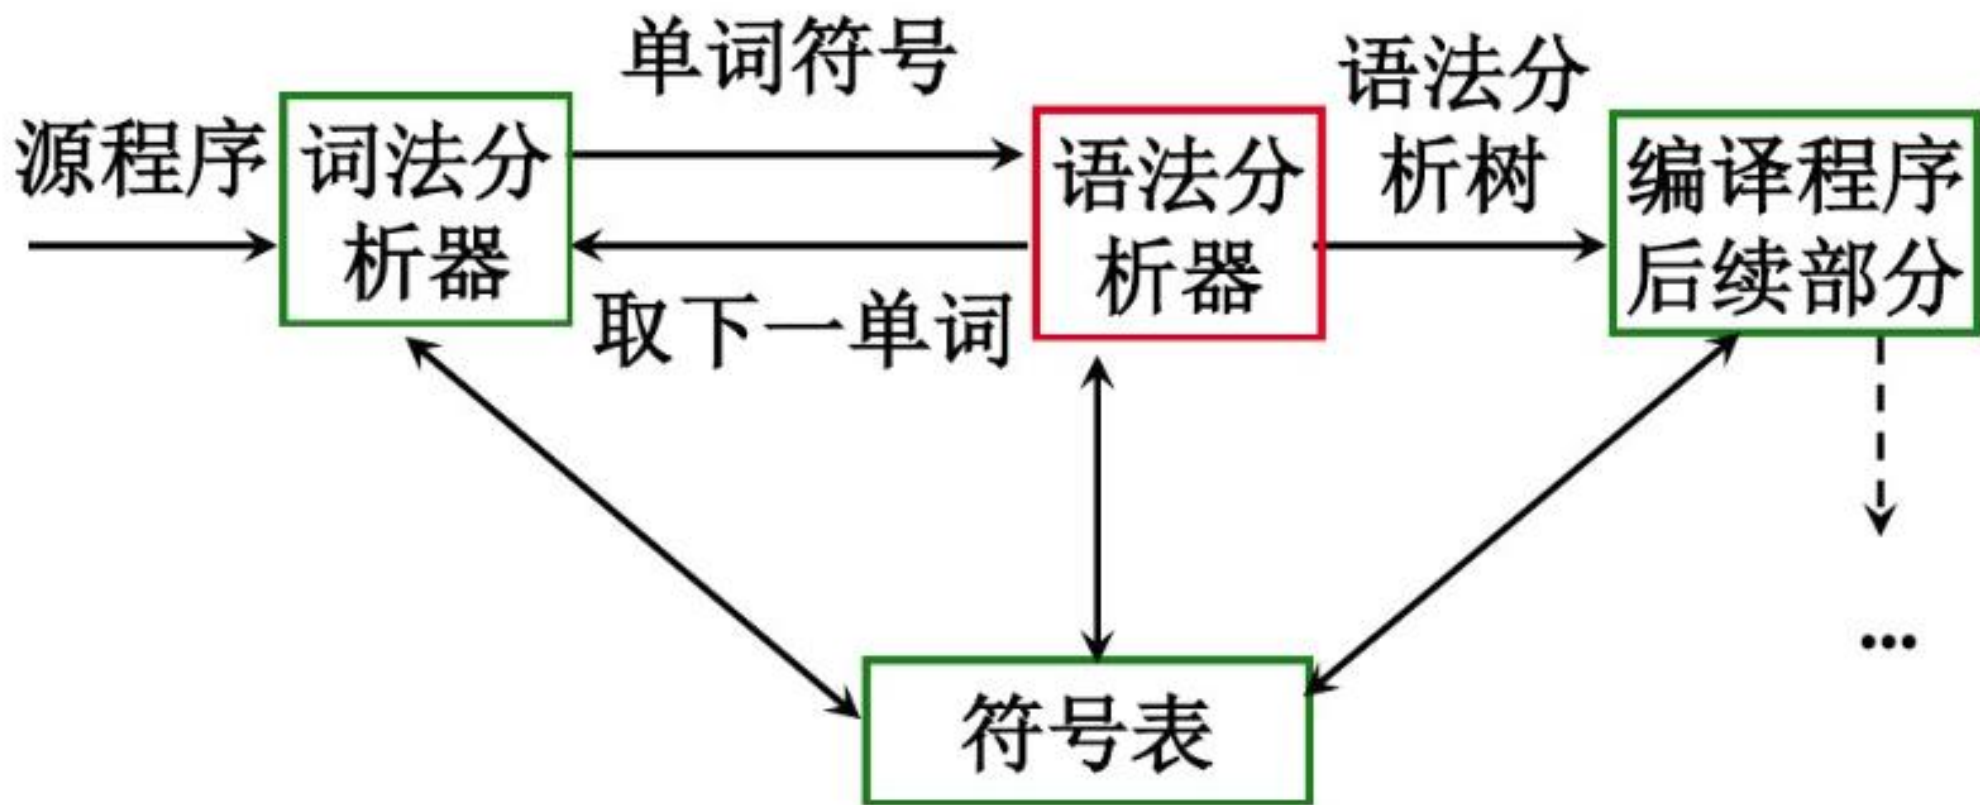 单词符号
语法分
析树
源程序
词法分
析器
语法分
析器
编译程序
后续部分
取下一单词
...
符号表